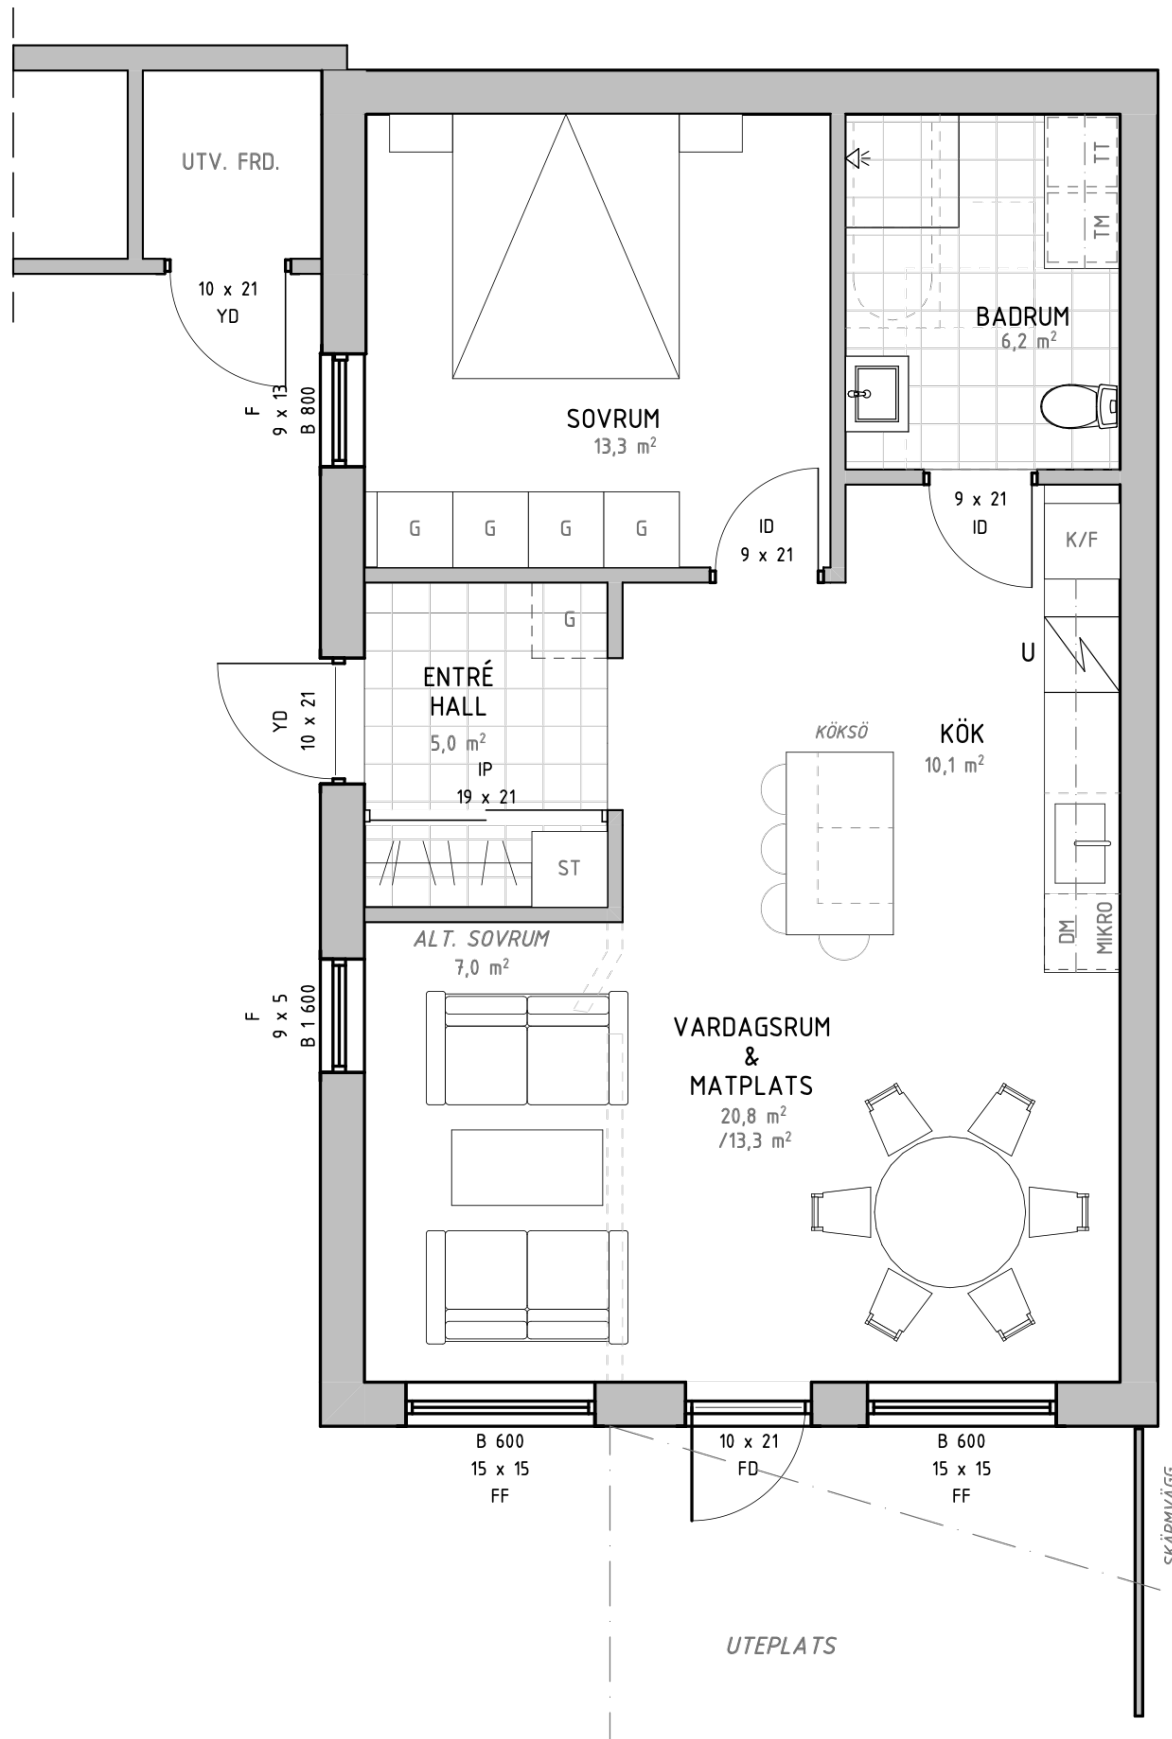 UTV. FRD.
10 x 21
YD
F
9 x 13
B 800
SOVRUM
13,3 m²
G
G
G
G
ID
9 x 21
TT
TM
BADRUM
6,2 m²
9 x 21
ID
K/F
U
G
ENTRÉ
HALL
5,0 m²
IP
19 x 21
YD
10 x 21
ST
KÖKSÖ
KÖK
10,1 m²
DM
MIKRO
ALT. SOVRUM
7,0 m²
F
9 x 5
B 1 600
VARDAGSRUM
&
MATPLATS
20,8 m²
/13,3 m²
B 600
15 x 15
FF
10 x 21
FD
B 600
15 x 15
FF
SKÄRMVÄGG
UTEPLATS